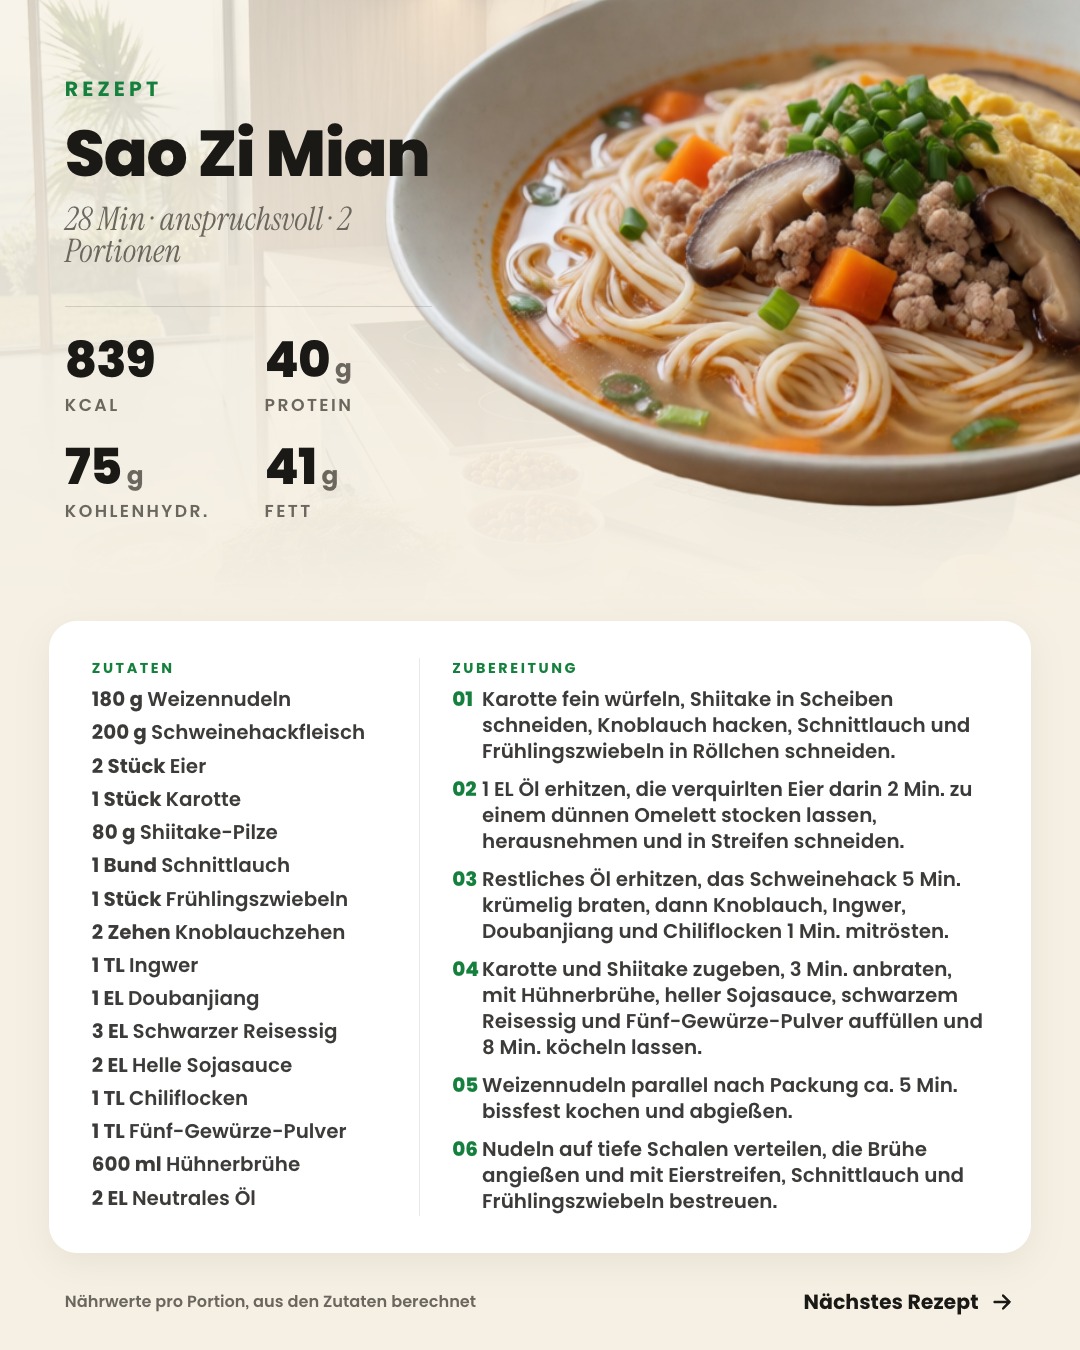 REZEPT
Sao Zi Mian
28 Min · anspruchsvoll · 2
Portionen
839
KCAL
40 g
PROTEIN
75 g
KOHLENHYDR.
41 g
FETT
ZUTATEN
180 g Weizennudeln
200 g Schweinehackfleisch
2 Stück Eier
1 Stück Karotte
80 g Shiitake-Pilze
1 Bund Schnittlauch
1 Stück Frühlingszwiebeln
2 Zehen Knoblauchzehen
1 TL Ingwer
1 EL Doubanjiang
3 EL Schwarzer Reisessig
2 EL Helle Sojasauce
1 TL Chiliflocken
1 TL Fünf-Gewürze-Pulver
600 ml Hühnerbrühe
2 EL Neutrales Öl
ZUBEREITUNG
01 Karotte fein würfeln, Shiitake in Scheiben
schneiden, Knoblauch hacken, Schnittlauch und
Frühlingszwiebeln in Röllchen schneiden.
02 1 EL Öl erhitzen, die verquirlten Eier darin 2 Min. zu
einem dünnen Omelett stocken lassen,
herausnehmen und in Streifen schneiden.
03 Restliches Öl erhitzen, das Schweinehack 5 Min.
krümelig braten, dann Knoblauch, Ingwer,
Doubanjiang und Chiliflocken 1 Min. mitrösten.
04 Karotte und Shiitake zugeben, 3 Min. anbraten,
mit Hühnerbrühe, heller Sojasauce, schwarzem
Reisessig und Fünf-Gewürze-Pulver auffüllen und
8 Min. köcheln lassen.
05 Weizennudeln parallel nach Packung ca. 5 Min.
bissfest kochen und abgießen.
06 Nudeln auf tiefe Schalen verteilen, die Brühe
angießen und mit Eierstreifen, Schnittlauch und
Frühlingszwiebeln bestreuen.
Nährwerte pro Portion, aus den Zutaten berechnet
Nächstes Rezept →